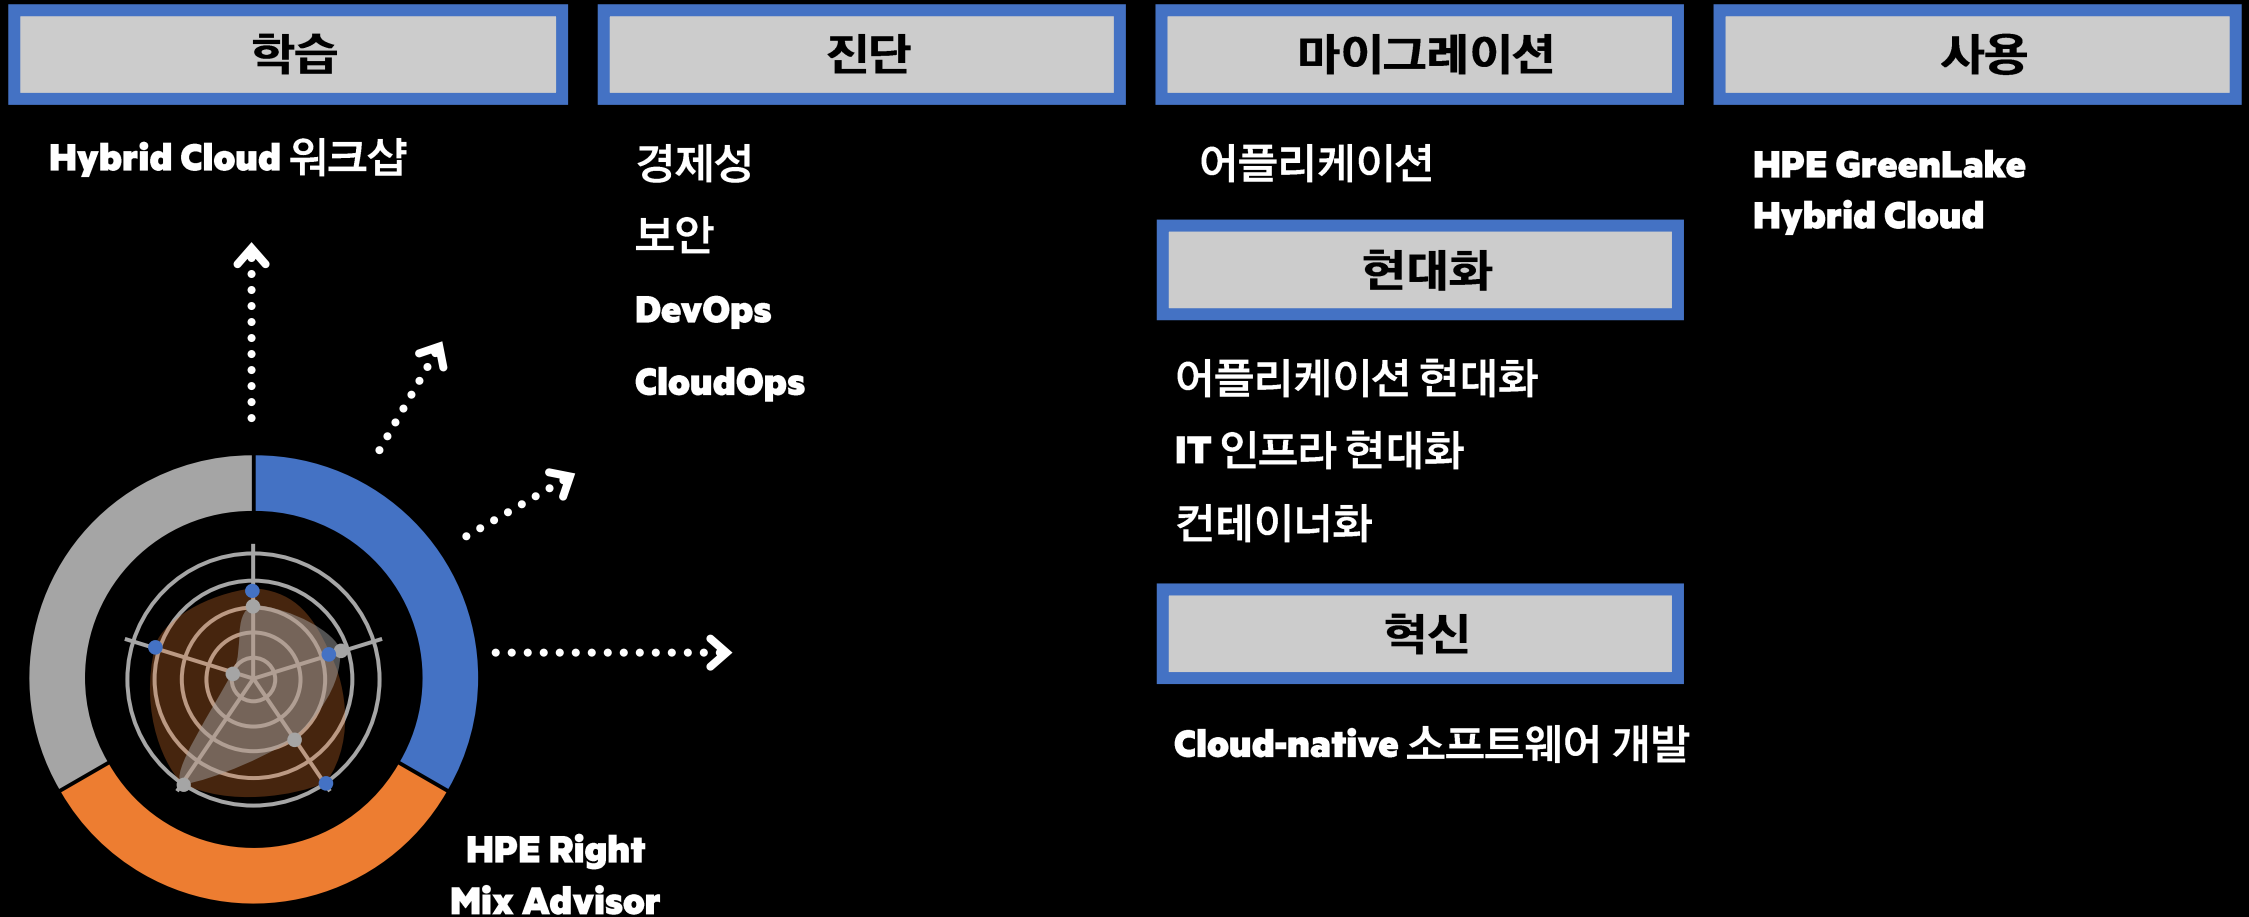 학습
Hybrid Cloud 워크샵
진단
경제성
보안
DevOps
CloudOps
마이그레이션
어플리케이션
현대화
어플리케이션 현대화
IT 인프라 현대화
컨테이너화
혁신
Cloud-native 소프트웨어 개발
사용
HPE GreenLake
Hybrid Cloud
HPE Right
Mix Advisor